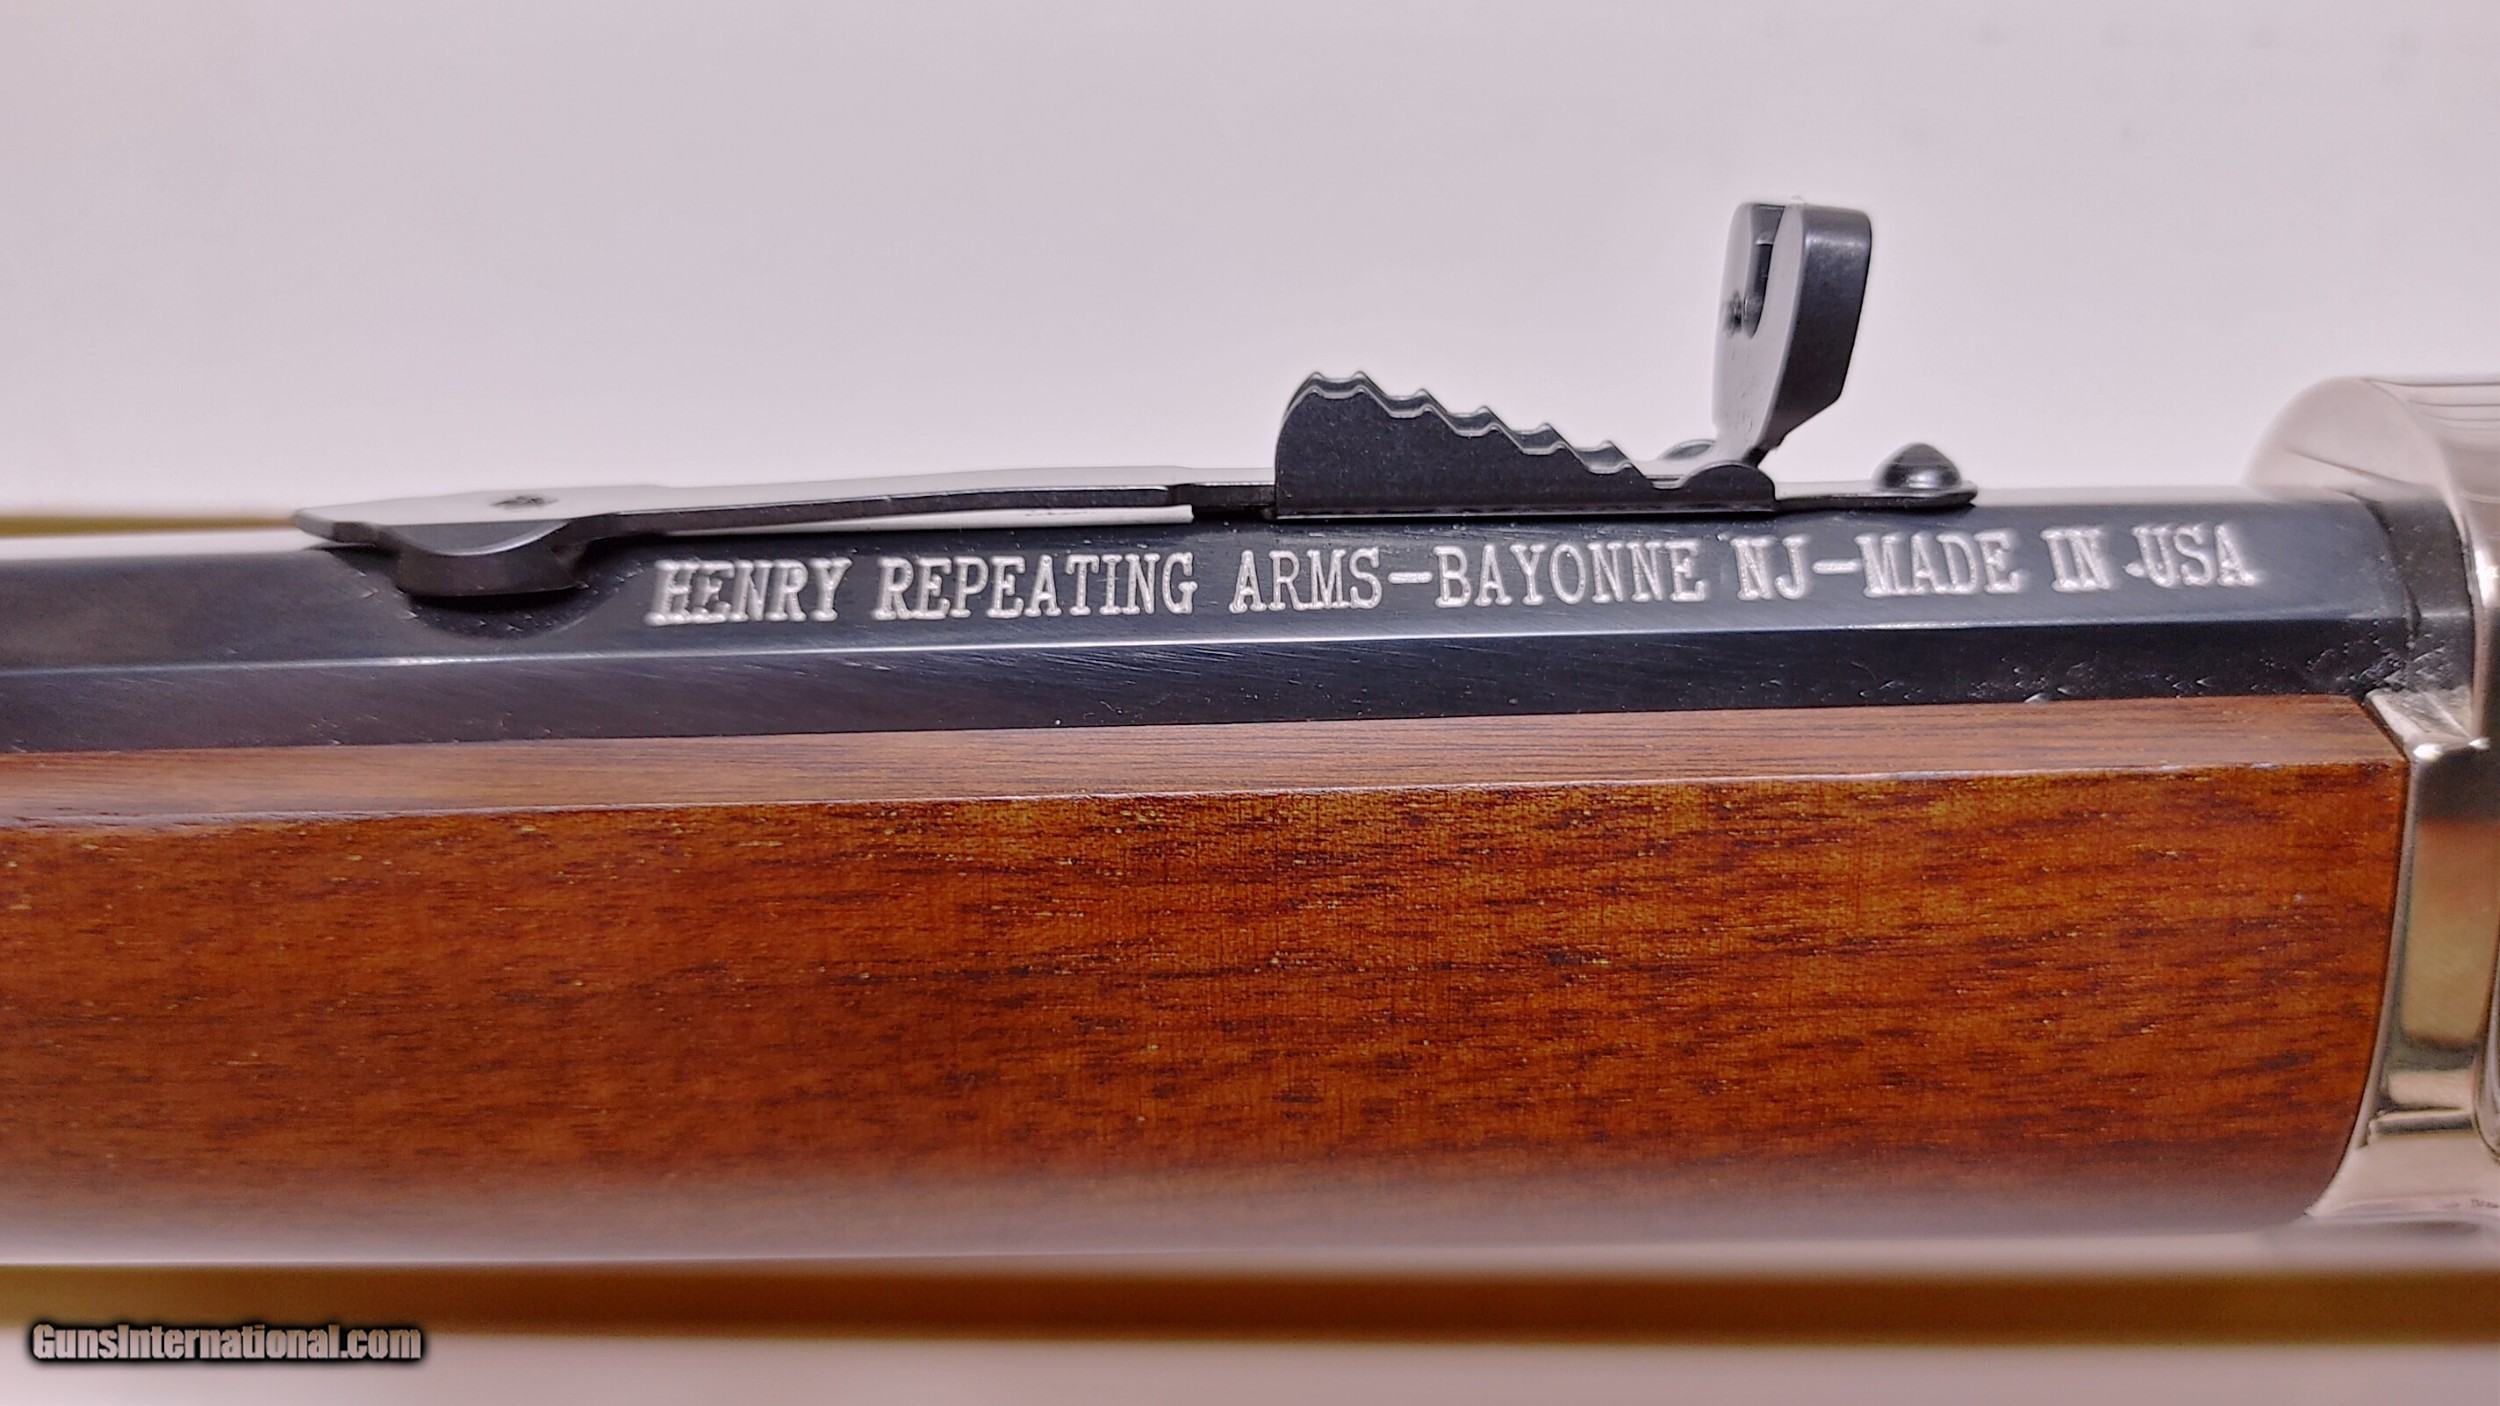 HENRY REPEATING ARMS-BAYONNE NJ-MADE IN USA
GunsInternational.com